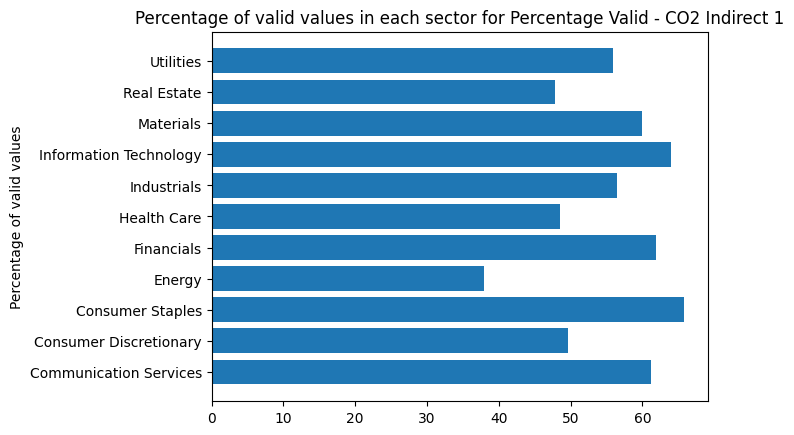 Percentage of valid values in each sector for Percentage Valid - CO2 Indirect 1
Percentage of valid values
Utilities
Real Estate
Materials
Information Technology
Industrials
Health Care
Financials
Energy
Consumer Staples
Consumer Discretionary
Communication Services
0 10 20 30 40 50 60